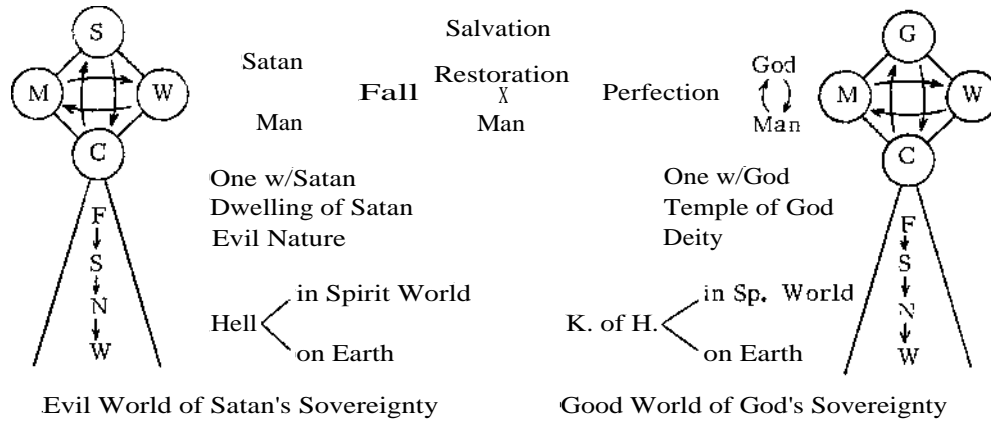 S
M W
C
F
S
N
W
Satan
Man
Fall
Salvation
Restoration
X
Man
Perfection
God
Man
G
M W
C
F
S
N
W
One w/Satan
Dwelling of Satan
Evil Nature
One w/God
Temple of God
Deity
Hell
in Spirit World
on Earth
K. of H.
in Sp. World
on Earth
Evil World of Satan's Sovereignty
Good World of God's Sovereignty